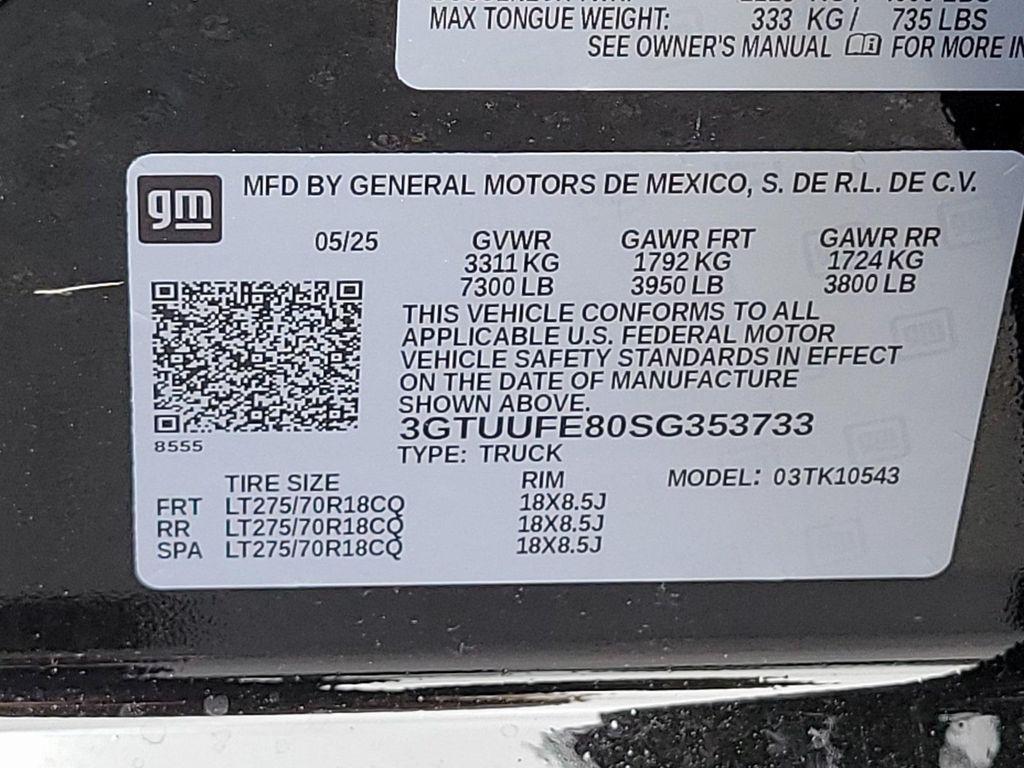 MAX TONGUE WEIGHT: 333 KG / 735 LBS
SEE OWNER'S MANUAL FOR MORE
gm
MFD BY GENERAL MOTORS DE MEXICO, S. DE R.L. DE C.V.
05/25 GVWR GAWR FRT GAWR RR
3311 KG 1792 KG 1724 KG
7300 LB 3950 LB 3800 LB
THIS VEHICLE CONFORMS TO ALL
APPLICABLE U.S. FEDERAL MOTOR
VEHICLE SAFETY STANDARDS IN EFFECT
ON THE DATE OF MANUFACTURE
SHOWN ABOVE.
3GTUUFE80SG353733
8555
TYPE: TRUCK
TIRE SIZE RIM MODEL: 03TK10543
FRT LT275/70R18CQ 18X8.5J
RR LT275/70R18CQ 18X8.5J
SPA LT275/70R18CQ 18X8.5J